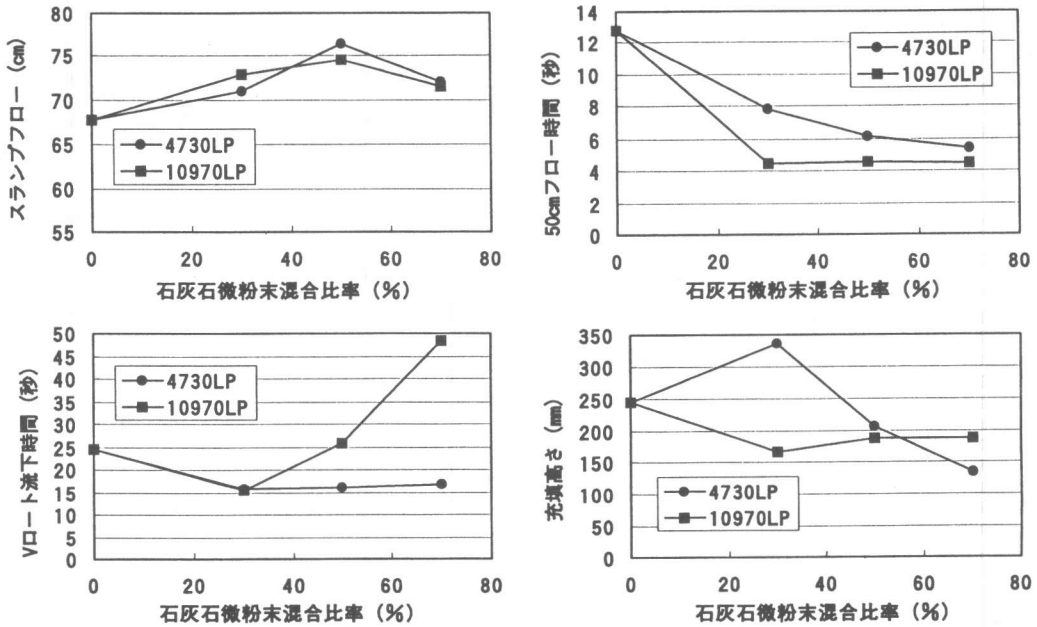 スランプフロー (cm)
80
75
70
65
60
55
4730LP
10970LP
0 20 40 60 80
石灰石微粉末混合比率 (%)
50cmフロー時間 (秒)
14
12
10
8
6
4
2
0
4730LP
10970LP
0 20 40 60 80
石灰石微粉末混合比率 (%)
Vロート流下時間 (秒)
50
45
40
35
30
25
20
15
10
5
0
4730LP
10970LP
0 20 40 60 80
石灰石微粉末混合比率 (%)
充填高さ (mm)
350
300
250
200
150
100
50
0
4730LP
10970LP
0 20 40 60 80
石灰石微粉末混合比率 (%)